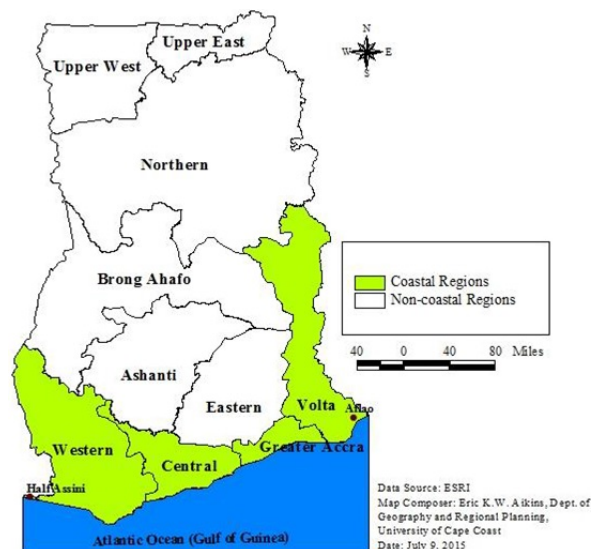 Upper East
N
W E
S
Upper West
Northern
Brong Ahafo
Coastal Regions
Non-coastal Regions
40 0 40 80 Miles
Ashanti
Eastern
Volta
Aflao
Western
Central
Greater Accra
Half Assini
Atlantic Ocean (Gulf of Guinea)
Data Source: ESRI
Map Composer: Eric K.W. Aikins, Dept. of
Geography and Regional Planning,
University of Cape Coast
Date: July 9, 2015